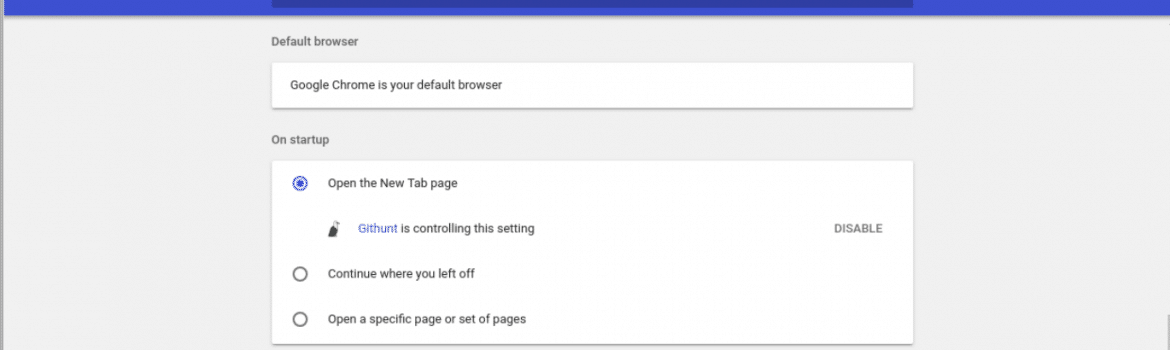 Default browser
Google Chrome is your default browser
On startup
Open the New Tab page
Githunt is controlling this setting DISABLE
Continue where you left off
Open a specific page or set of pages